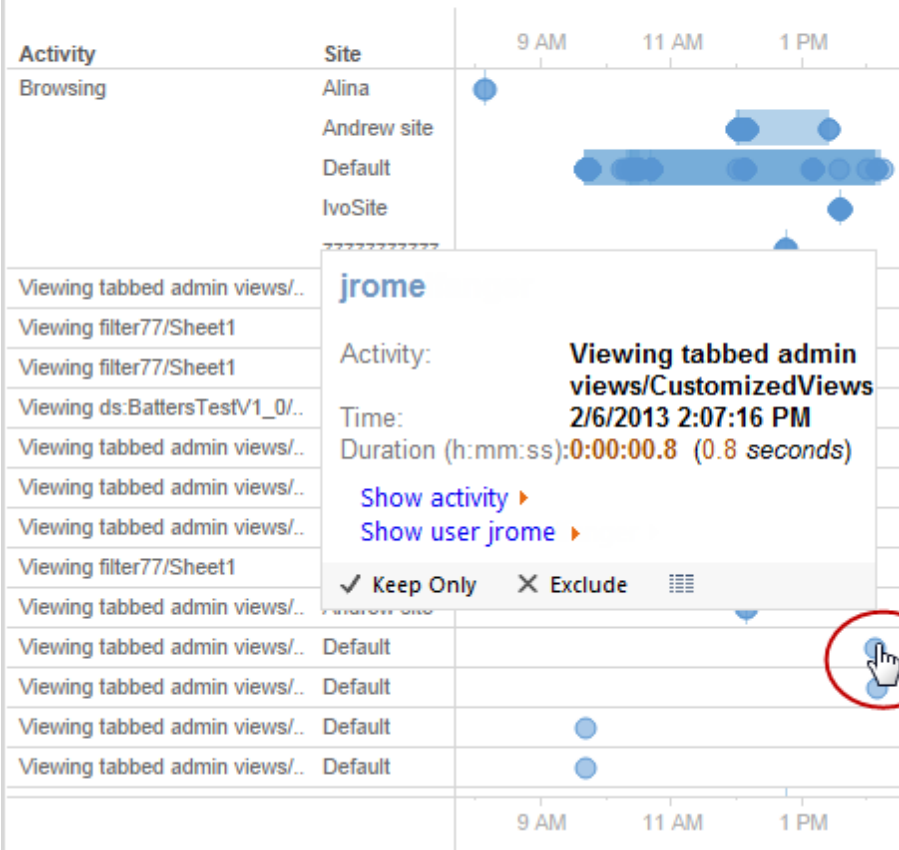 9 AM 11 AM 1 PM
Activity Site
Browsing Alina
Andrew site
Default
IvoSite
zzzzzzzzzzz
Viewing tabbed admin views/..
jrome
Viewing filter77/Sheet1
Viewing filter77/Sheet1
Activity: Viewing tabbed admin
views/CustomizedViews
Viewing ds:BattersTestV1_0/..
Time: 2/6/2013 2:07:16 PM
Viewing tabbed admin views/..
Duration (h:mm:ss):0:00:00.8 (0.8 seconds)
Viewing tabbed admin views/..
Show activity
Viewing tabbed admin views/..
Show user jrome
Viewing filter77/Sheet1
Keep Only Exclude
Viewing tabbed admin views/.. Andrew site
Viewing tabbed admin views/.. Default
Viewing tabbed admin views/.. Default
Viewing tabbed admin views/.. Default
Viewing tabbed admin views/.. Default
9 AM 11 AM 1 PM